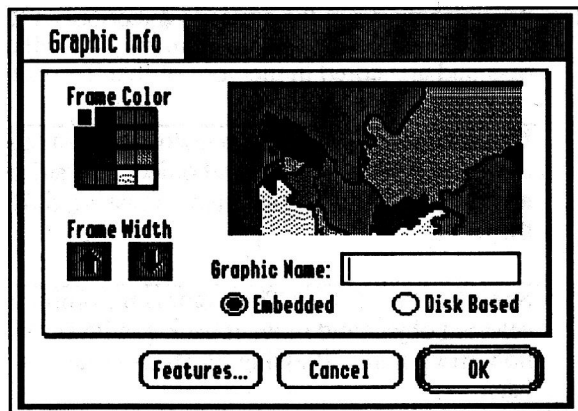 Graphic Info
Frame Color
Frame Width
Graphic Name:
Embedded
Disk Based
Features...
Cancel
OK